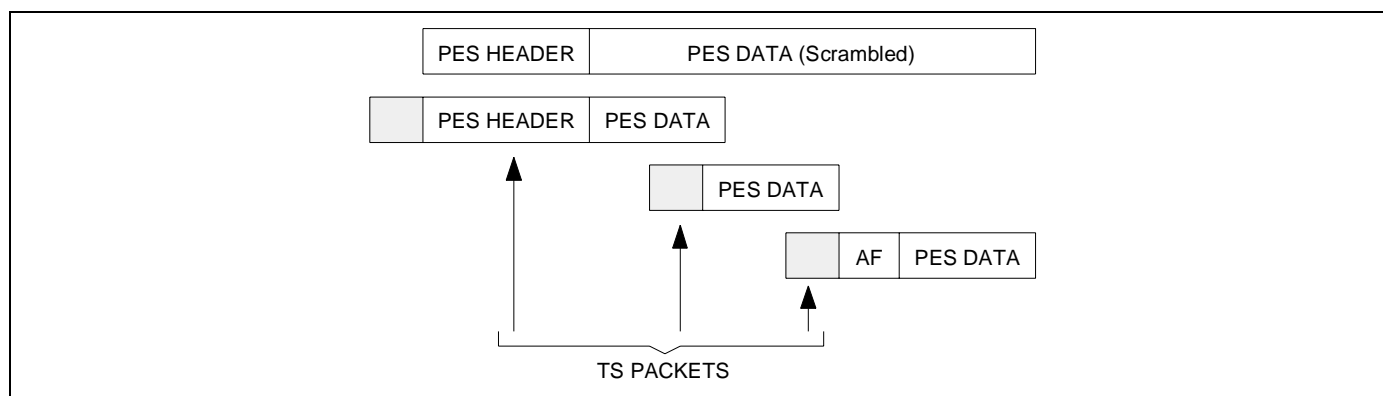 PES HEADER PES DATA (Scrambled)
PES HEADER PES DATA
PES DATA
AF PES DATA
TS PACKETS